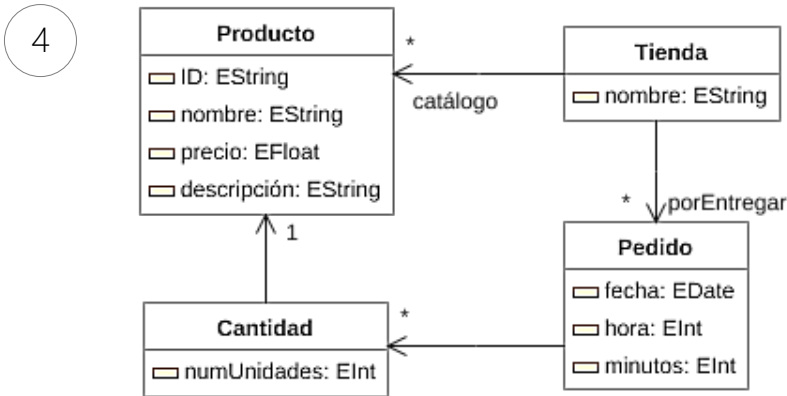 4
Producto
ID: EString
nombre: EString
precio: EFloat
descripción: EString
*
catálogo
Tienda
nombre: EString
* porEntregar
1
Cantidad
numUnidades: EInt
*
Pedido
fecha: EDate
hora: EInt
minutos: EInt